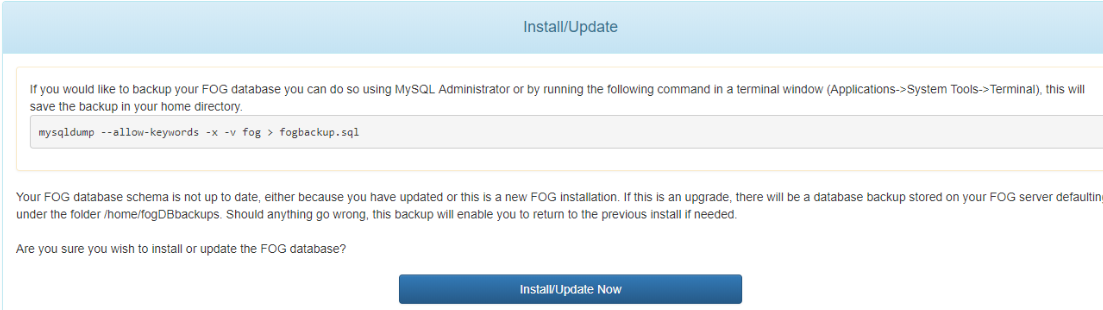 Install/Update
If you would like to backup your FOG database you can do so using MySQL Administrator or by running the following command in a terminal window (Applications->System Tools->Terminal), this will
save the backup in your home directory.
mysqldump --allow-keywords -x -v fog > fogbackup.sql
Your FOG database schema is not up to date, either because you have updated or this is a new FOG installation. If this is an upgrade, there will be a database backup stored on your FOG server defaulting
under the folder /home/fogDBbackups. Should anything go wrong, this backup will enable you to return to the previous install if needed.
Are you sure you wish to install or update the FOG database?
Install/Update Now